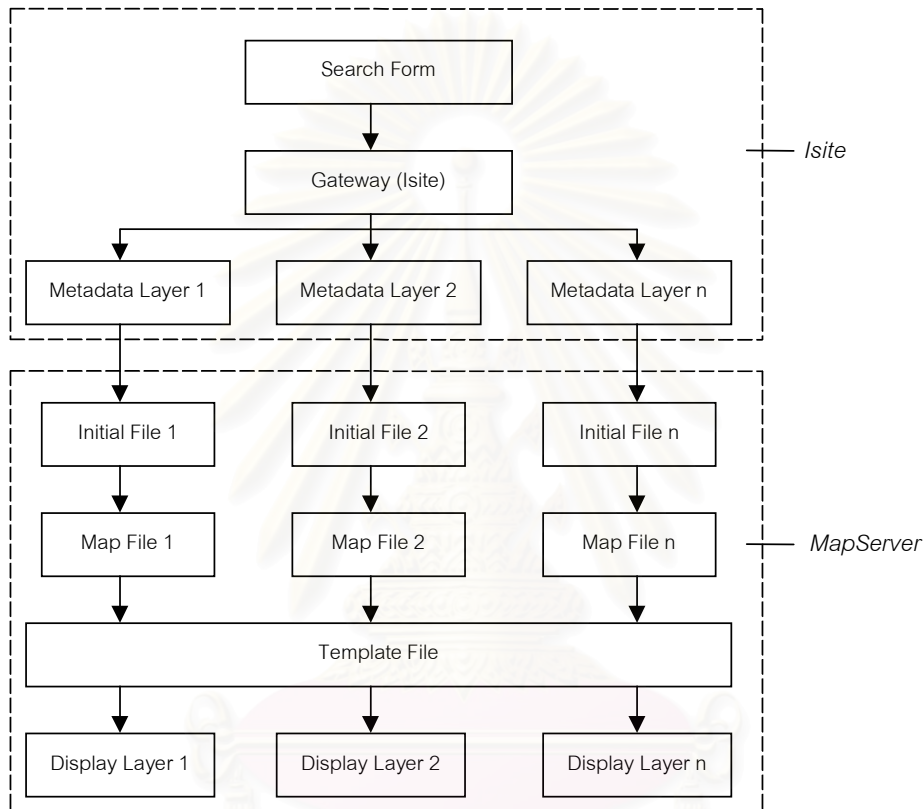 Search Form
Isite
Gateway (Isite)
Metadata Layer 1
Metadata Layer 2
Metadata Layer n
Initial File 1
Initial File 2
Initial File n
Map File 1
Map File 2
Map File n
MapServer
Template File
Display Layer 1
Display Layer 2
Display Layer n